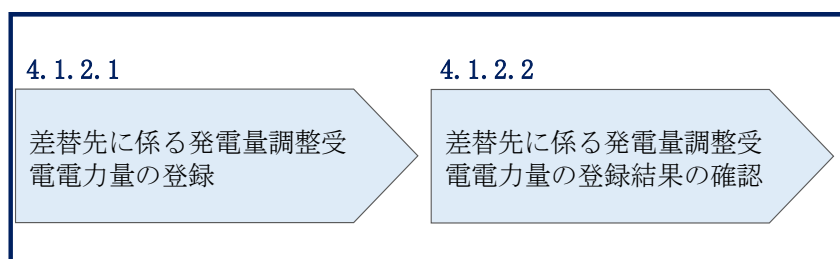 4.1.2.1
差替先に係る発電量調整受
電電力量の登録
4.1.2.2
差替先に係る発電量調整受
電電力量の登録結果の確認